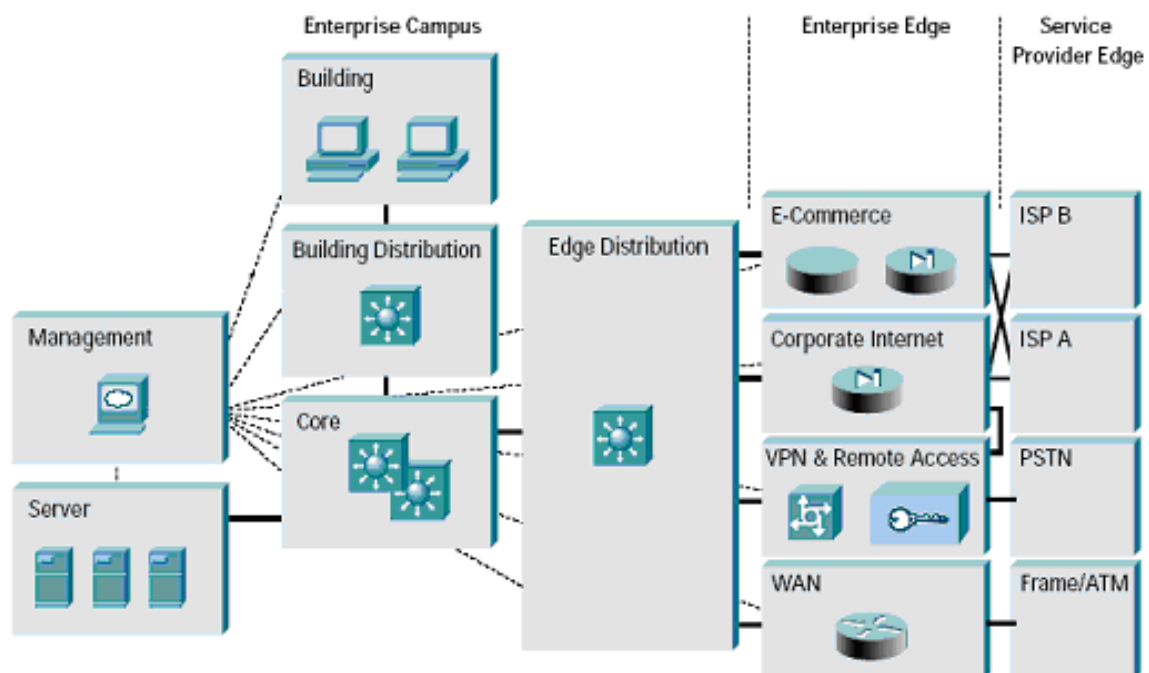 Enterprise Campus
Enterprise Edge
Service
Provider Edge
Building
Building Distribution
Management
Core
Server
Edge Distribution
E-Commerce
Corporate Internet
VPN & Remote Access
WAN
ISP B
ISP A
PSTN
Frame/ATM